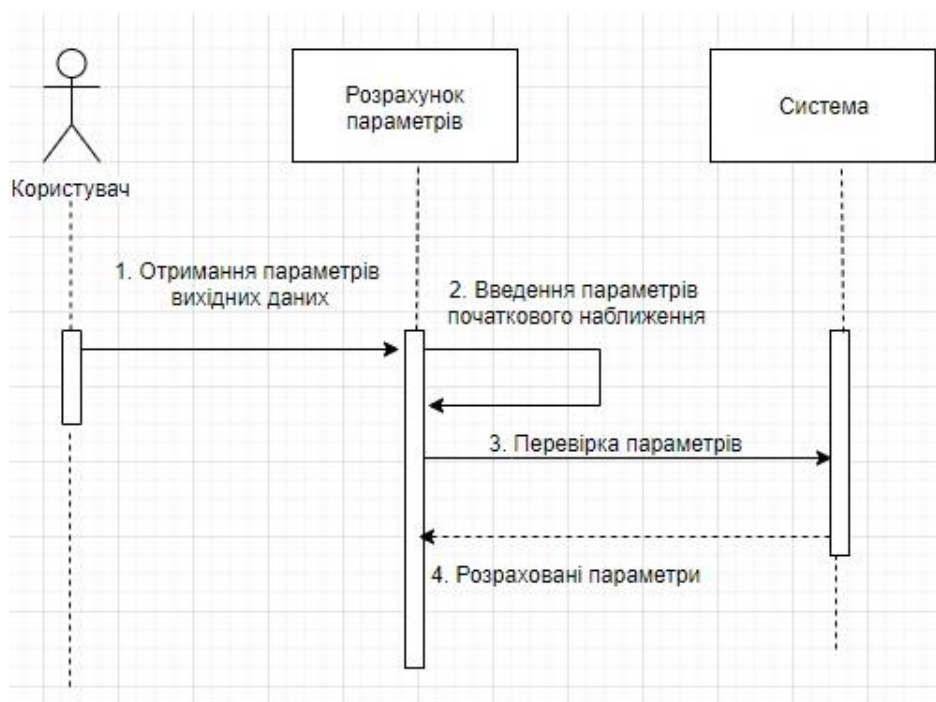 Розрахунок
параметрів
Система
Користувач
1. Отримання параметрів
вихідних даних
2. Введення параметрів
початкового наближення
3. Перевірка параметрів
4. Розраховані параметри